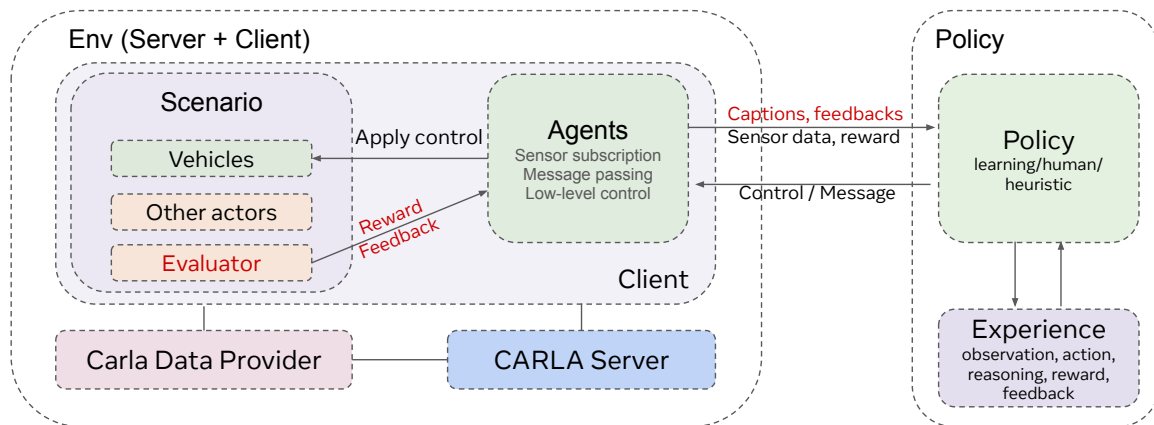 Env (Server + Client)
Scenario
Vehicles
Other actors
Evaluator
Apply control
Reward
Feedback
Agents
Sensor subscription
Message passing
Low-level control
Client
Carla Data Provider
CARLA Server
Captions, feedbacks
Sensor data, reward
Control / Message
Policy
Policy
learning/human/
heuristic
Experience
observation, action,
reasoning, reward,
feedback